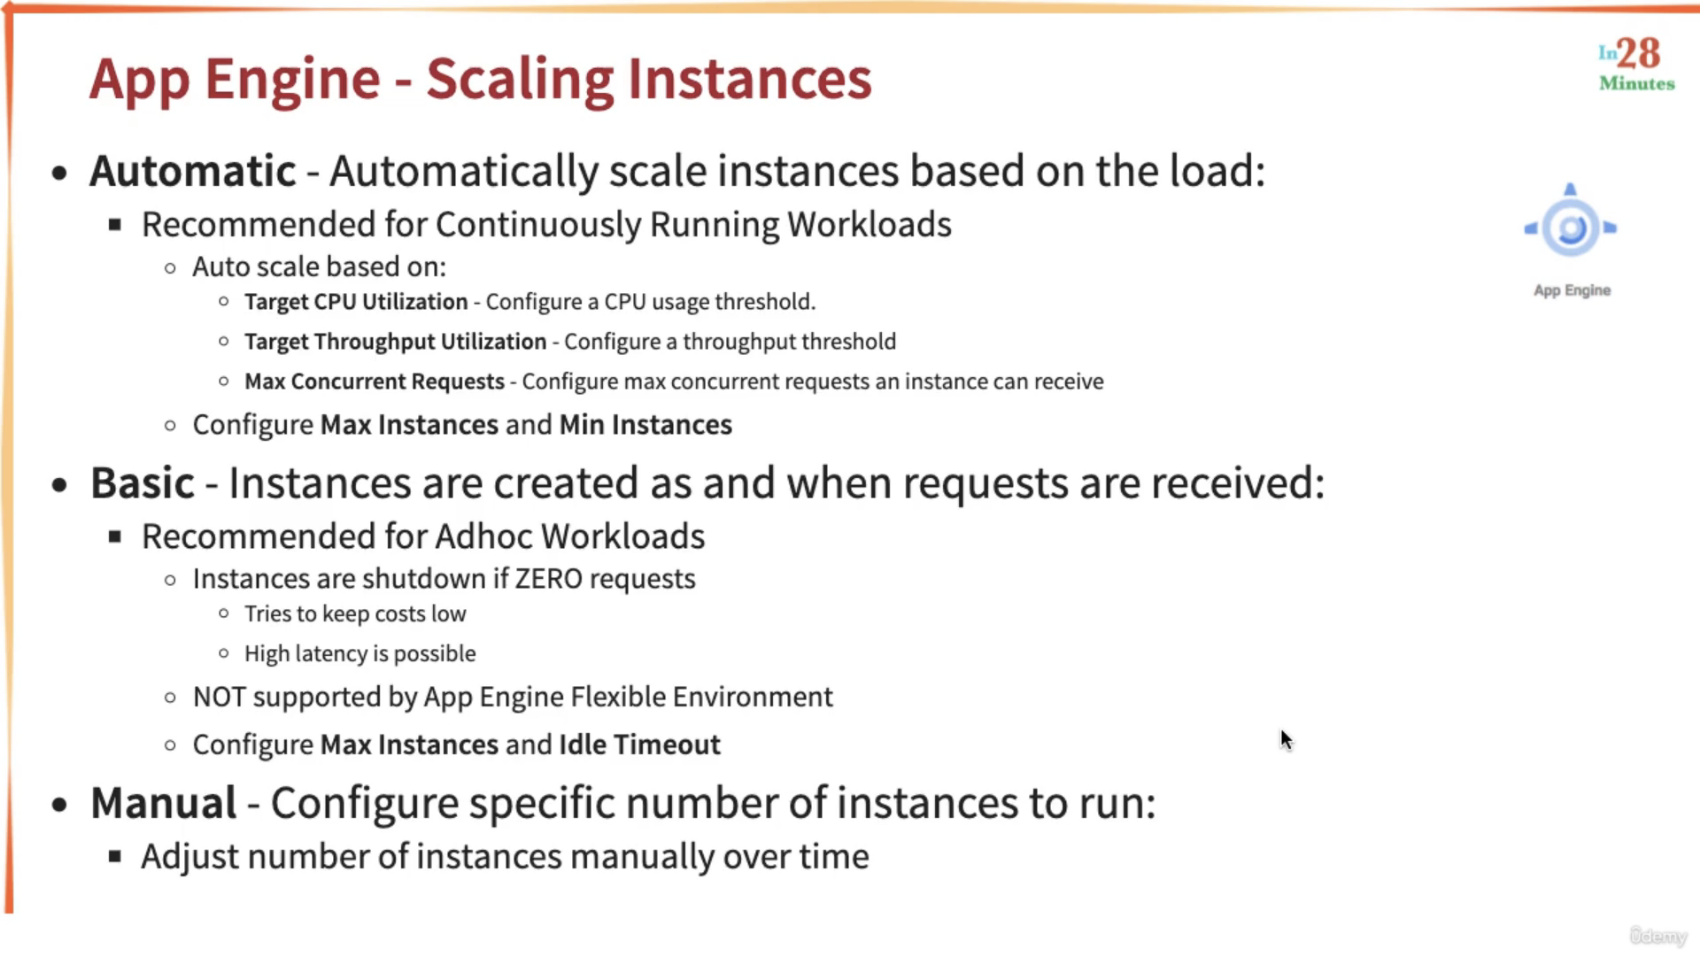 App Engine - Scaling Instances
In28
Minutes
• Automatic - Automatically scale instances based on the load:
▪ Recommended for Continuously Running Workloads
○ Auto scale based on:
○ Target CPU Utilization - Configure a CPU usage threshold.
○ Target Throughput Utilization - Configure a throughput threshold
○ Max Concurrent Requests - Configure max concurrent requests an instance can receive
○ Configure Max Instances and Min Instances
App Engine
• Basic - Instances are created as and when requests are received:
▪ Recommended for Adhoc Workloads
○ Instances are shutdown if ZERO requests
○ Tries to keep costs low
○ High latency is possible
○ NOT supported by App Engine Flexible Environment
○ Configure Max Instances and Idle Timeout
• Manual - Configure specific number of instances to run:
▪ Adjust number of instances manually over time
Udemy